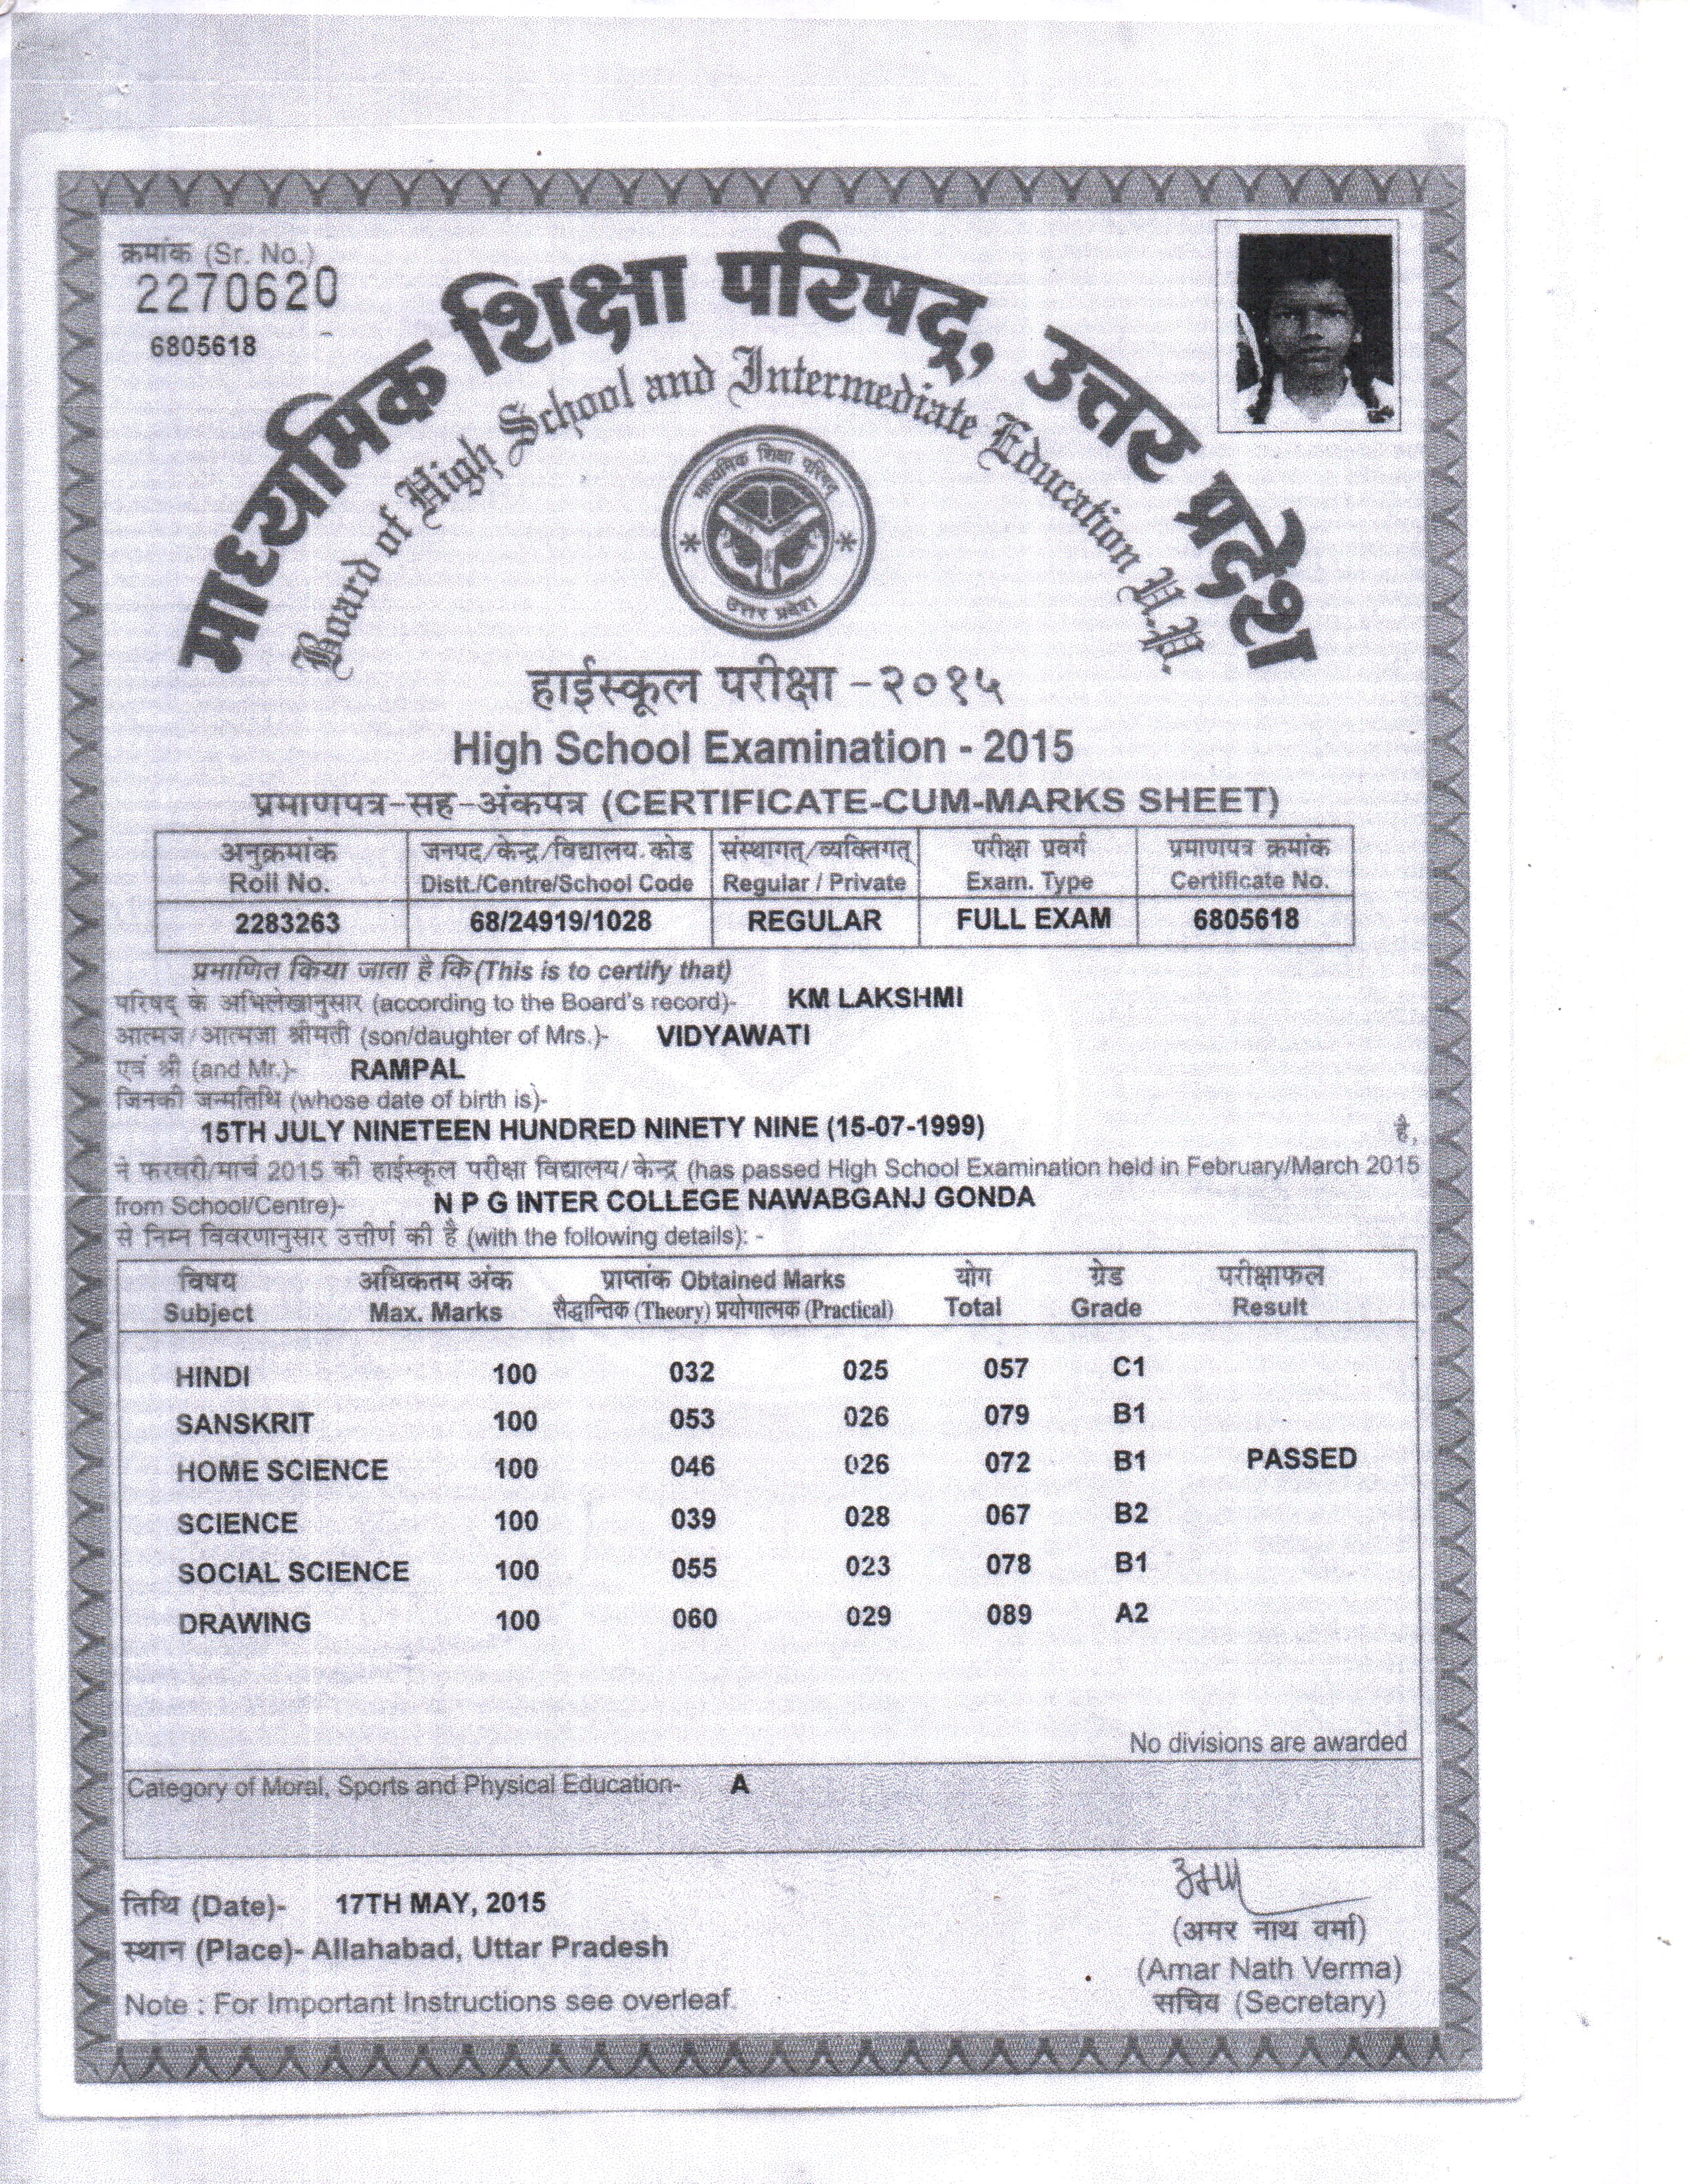 क्रमांक (Sr. No.)
2270620
6805618
माध्यमिक शिक्षा परिषद्, उत्तर प्रदेश
Board of High School and Intermediate Education U.P.
माध्यमिक शिक्षा परिषद्
उत्तर प्रदेश
हाईस्कूल परीक्षा - २०१५
High School Examination - 2015
प्रमाणपत्र-सह-अंकपत्र (CERTIFICATE-CUM-MARKS SHEET)
अनुक्रमांक जनपद/केन्द्र/विद्यालय कोड संस्थागत्/व्यक्तिगत् परीक्षा प्रवर्ग प्रमाणपत्र क्रमांक
Roll No. Distt./Centre/School Code Regular / Private Exam. Type Certificate No.
2283263 68/24919/1028 REGULAR FULL EXAM 6805618
प्रमाणित किया जाता है कि (This is to certify that)
परिषद् के अभिलेखानुसार (according to the Board's record)- KM LAKSHMI
आत्मज/आत्मजा श्रीमती (son/daughter of Mrs.)- VIDYAWATI
एवं श्री (and Mr.)- RAMPAL
जिनकी जन्मतिथि (whose date of birth is)-
15TH JULY NINETEEN HUNDRED NINETY NINE (15-07-1999) है,
ने फरवरी/मार्च 2015 की हाईस्कूल परीक्षा विद्यालय/केन्द्र (has passed High School Examination held in February/March 2015
from School/Centre)- N P G INTER COLLEGE NAWABGANJ GONDA
से निम्न विवरणानुसार उत्तीर्ण की है (with the following details): -
विषय अधिकतम अंक प्राप्तांक Obtained Marks योग ग्रेड परीक्षाफल
Subject Max. Marks सैद्धान्तिक (Theory) प्रयोगात्मक (Practical) Total Grade Result
HINDI 100 032 025 057 C1
SANSKRIT 100 053 026 079 B1
HOME SCIENCE 100 046 026 072 B1 PASSED
SCIENCE 100 039 028 067 B2
SOCIAL SCIENCE 100 055 023 078 B1
DRAWING 100 060 029 089 A2
No divisions are awarded
Category of Moral, Sports and Physical Education- A
तिथि (Date)- 17TH MAY, 2015
स्थान (Place)- Allahabad, Uttar Pradesh
Note : For Important Instructions see overleaf.
(अमर नाथ वर्मा)
(Amar Nath Verma)
सचिव (Secretary)